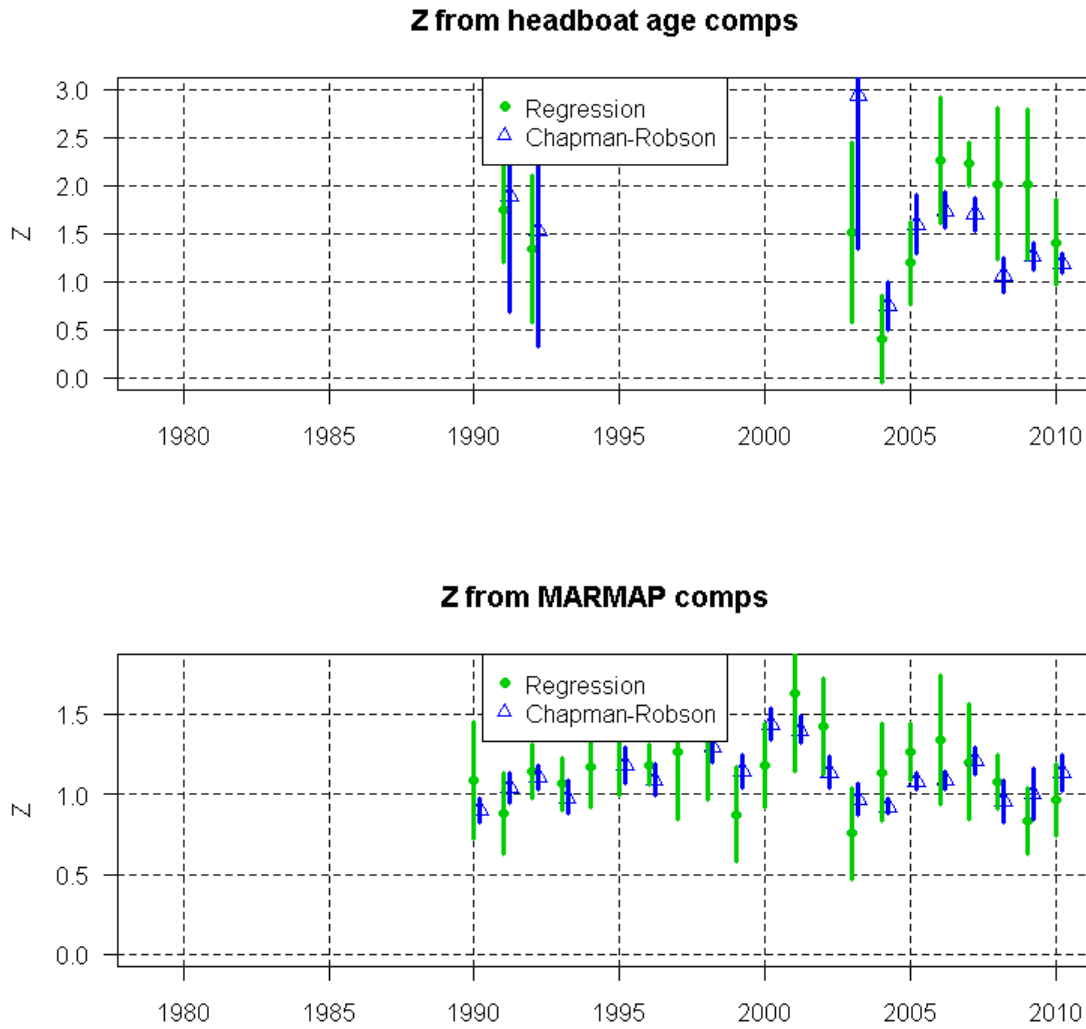 Z from headboat age comps
Z
3.0
2.5
2.0
1.5
1.0
0.5
0.0
Regression
Chapman-Robson
1980 1985 1990 1995 2000 2005 2010
Z from MARMAP comps
Z
1.5
1.0
0.5
0.0
Regression
Chapman-Robson
1980 1985 1990 1995 2000 2005 2010